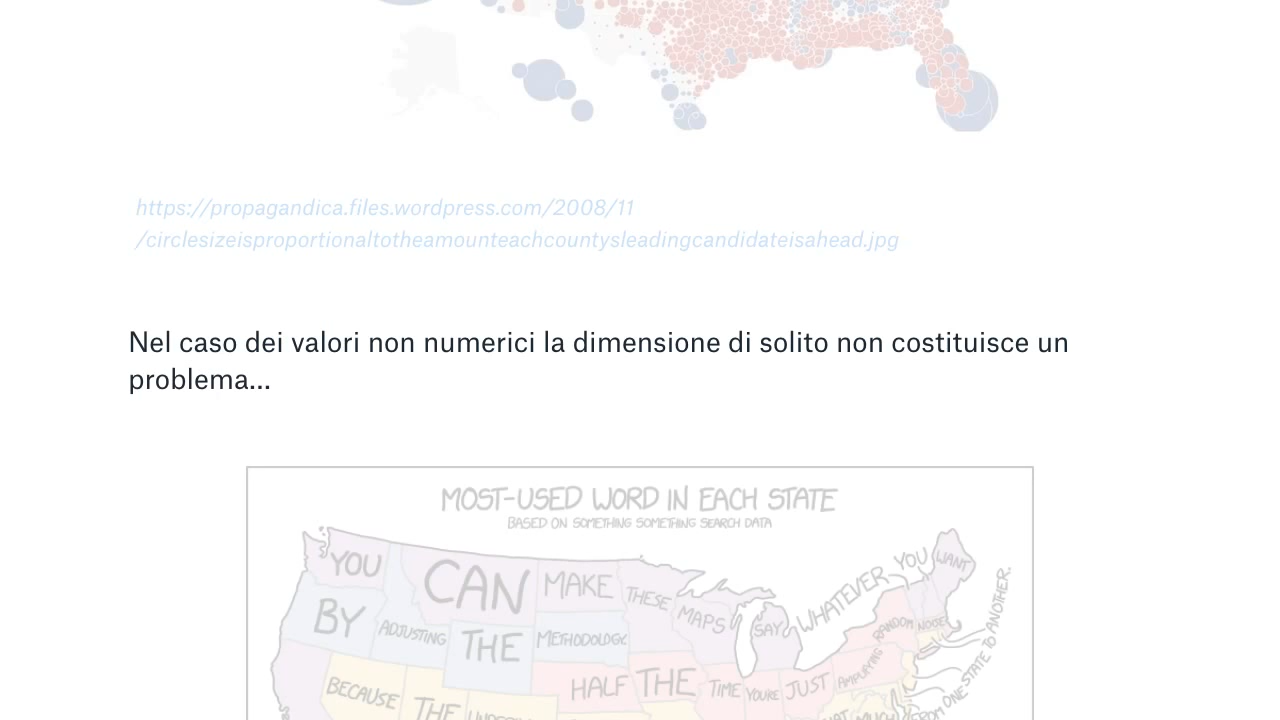 https://propagandica.files.wordpress.com/2008/11
/circlesizeisproportionaltotheamounteachcountysleadingcandidateisahead.jpg
Nel caso dei valori non numerici la dimensione di solito non costituisce un
problema...
MOST-USED WORD IN EACH STATE
BASED ON SOMETHING SOMETHING SEARCH DATA
YOU CAN MAKE THESE MAPS SAY WHATEVER YOU WANT
BY ADJUSTING THE METHODOLOGY.
HALF THE TIME YOU'RE JUST AMPLIFYING RANDOM NOISE
BECAUSE THE
MUCH
FROM ONE STATE TO ANOTHER.